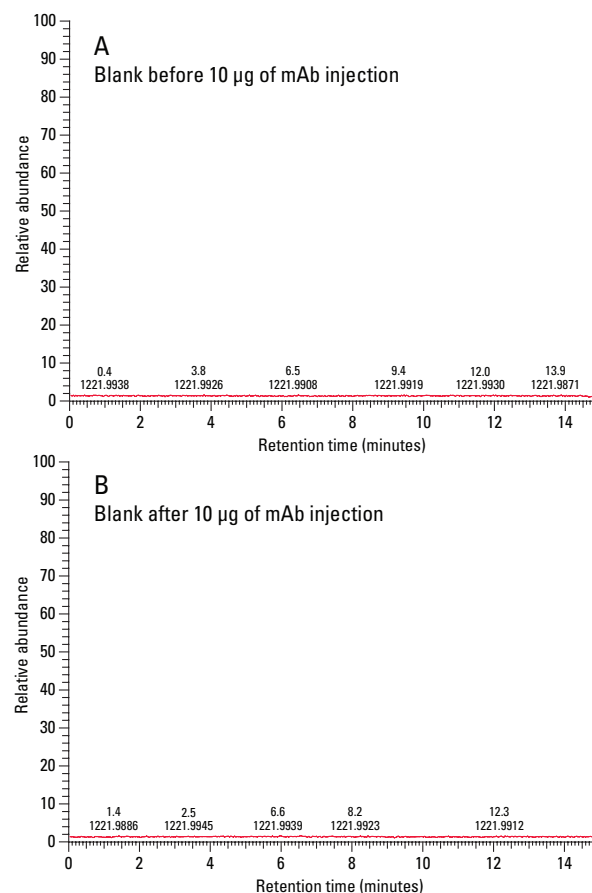 A
Blank before 10 µg of mAb injection
100
90
80
70
60
50
40
30
20
10
0
Relative abundance
0.4 3.8 6.5 9.4 12.0 13.9
1221.9938 1221.9926 1221.9908 1221.9919 1221.9930 1221.9871
0 2 4 6 8 10 12 14
Retention time (minutes)
B
Blank after 10 µg of mAb injection
100
90
80
70
60
50
40
30
20
10
0
Relative abundance
1.4 2.5 6.6 8.2 12.3
1221.9886 1221.9945 1221.9939 1221.9923 1221.9912
0 2 4 6 8 10 12 14
Retention time (minutes)